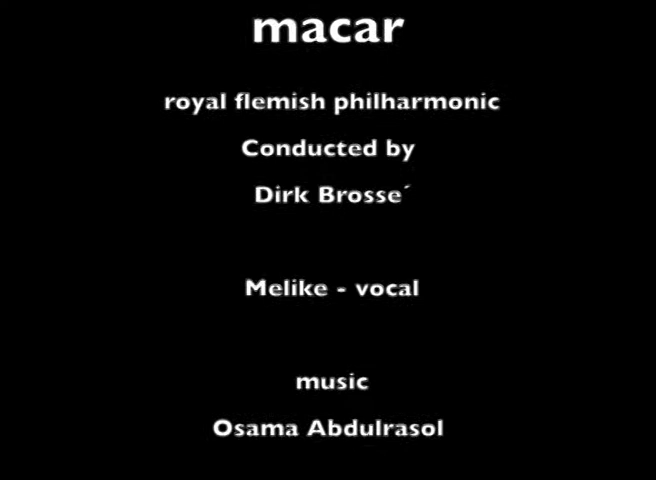 macar
royal flemish philharmonic
Conducted by
Dirk Brosse´
Melike - vocal
music
Osama Abdulrasol